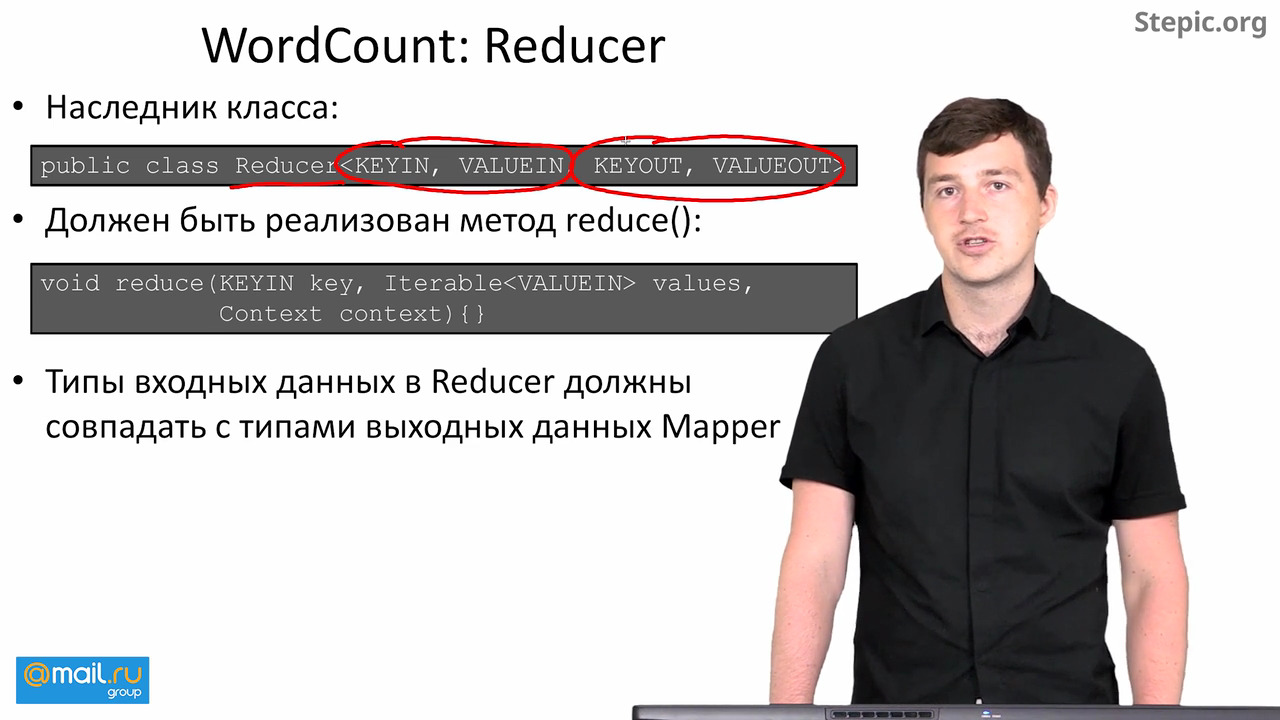 Stepic.org
WordCount: Reducer
• Наследник класса:
public class Reducer<KEYIN, VALUEIN, KEYOUT, VALUEOUT>
• Должен быть реализован метод reduce():
void reduce(KEYIN key, Iterable<VALUEIN> values,
Context context){}
• Типы входных данных в Reducer должны
совпадать с типами выходных данных Mapper
@mail.ru
group